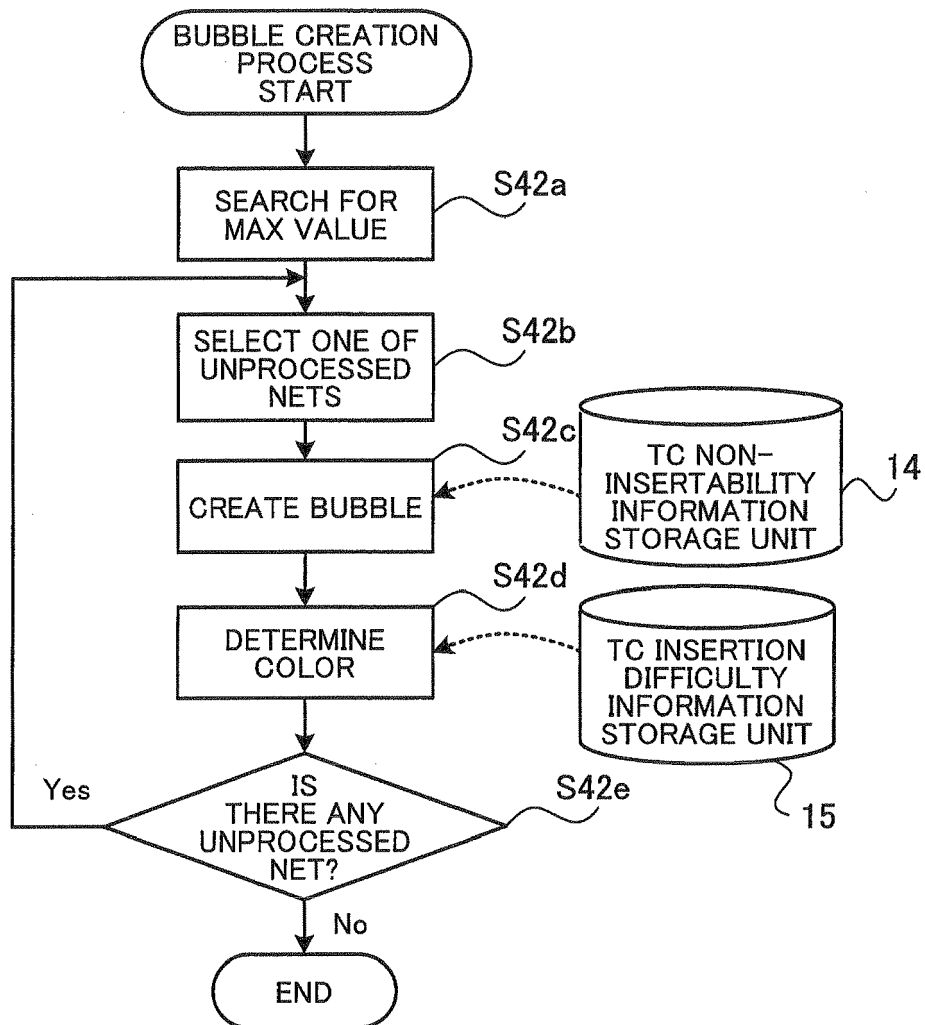 BUBBLE CREATION
PROCESS
START
SEARCH FOR
MAX VALUE
S42a
SELECT ONE OF
UNPROCESSED
NETS
S42b
CREATE BUBBLE
S42c
TC NON-
INSERTABILITY
INFORMATION
STORAGE UNIT
14
DETERMINE
COLOR
S42d
TC INSERTION
DIFFICULTY
INFORMATION
STORAGE UNIT
15
IS
THERE ANY
UNPROCESSED
NET?
S42e
Yes
No
END